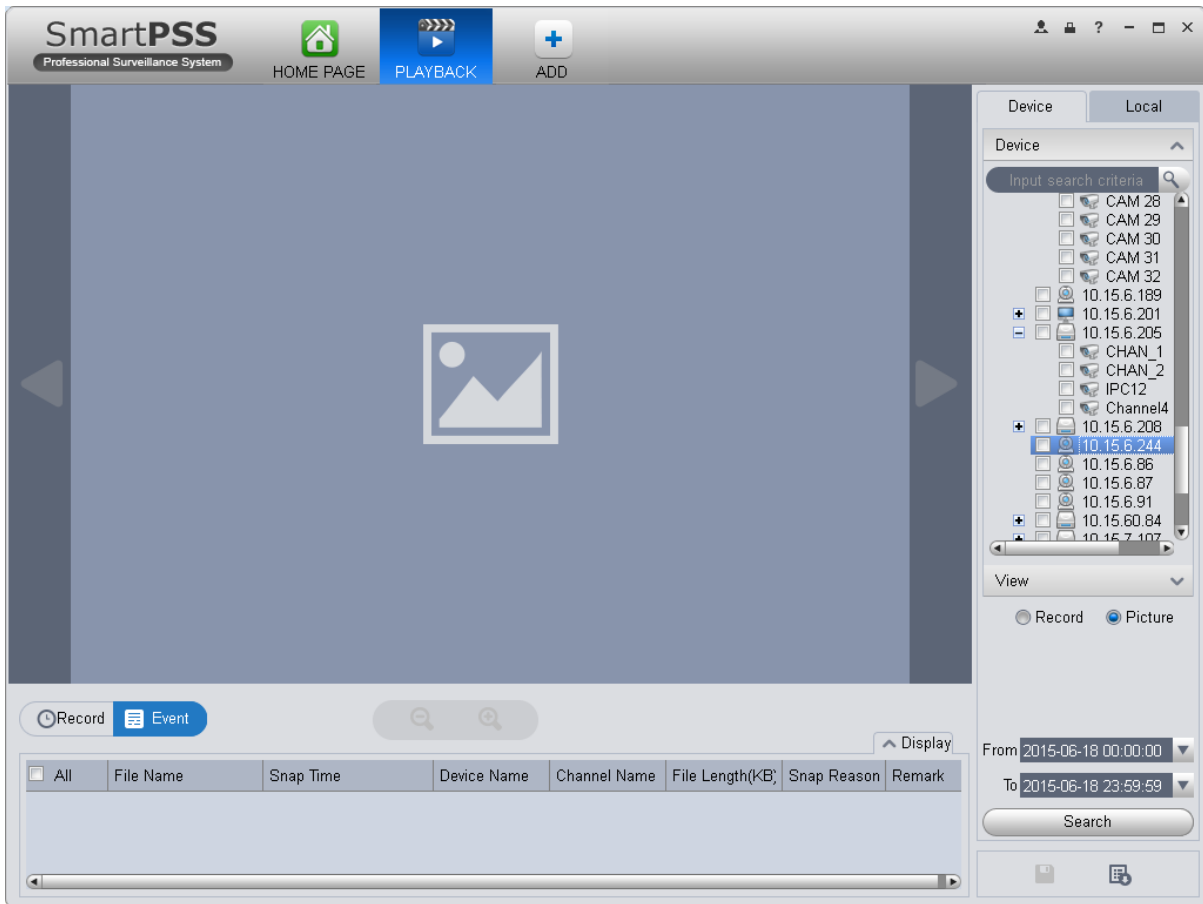 SmartPSS
Professional Surveillance System
HOME PAGE
PLAYBACK
ADD
?
Device
Local
Device
Input search criteria
CAM 28
CAM 29
CAM 30
CAM 31
CAM 32
10.15.6.189
10.15.6.201
10.15.6.205
CHAN_1
CHAN_2
IPC12
Channel4
10.15.6.208
10.15.6.244
10.15.6.86
10.15.6.87
10.15.6.91
10.15.60.84
10.15.7.107
View
Record
Picture
Record
Event
Display
All
File Name
Snap Time
Device Name
Channel Name
File Length(KB)
Snap Reason
Remark
From 2015-06-18 00:00:00
To 2015-06-18 23:59:59
Search